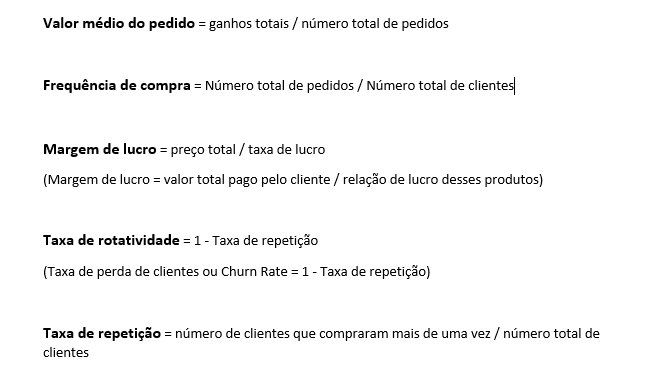 Valor médio do pedido = ganhos totais / número total de pedidos
Frequência de compra = Número total de pedidos / Número total de clientes
Margem de lucro = preço total / taxa de lucro
(Margem de lucro = valor total pago pelo cliente / relação de lucro desses produtos)
Taxa de rotatividade = 1 - Taxa de repetição
(Taxa de perda de clientes ou Churn Rate = 1 - Taxa de repetição)
Taxa de repetição = número de clientes que compraram mais de uma vez / número total de
clientes